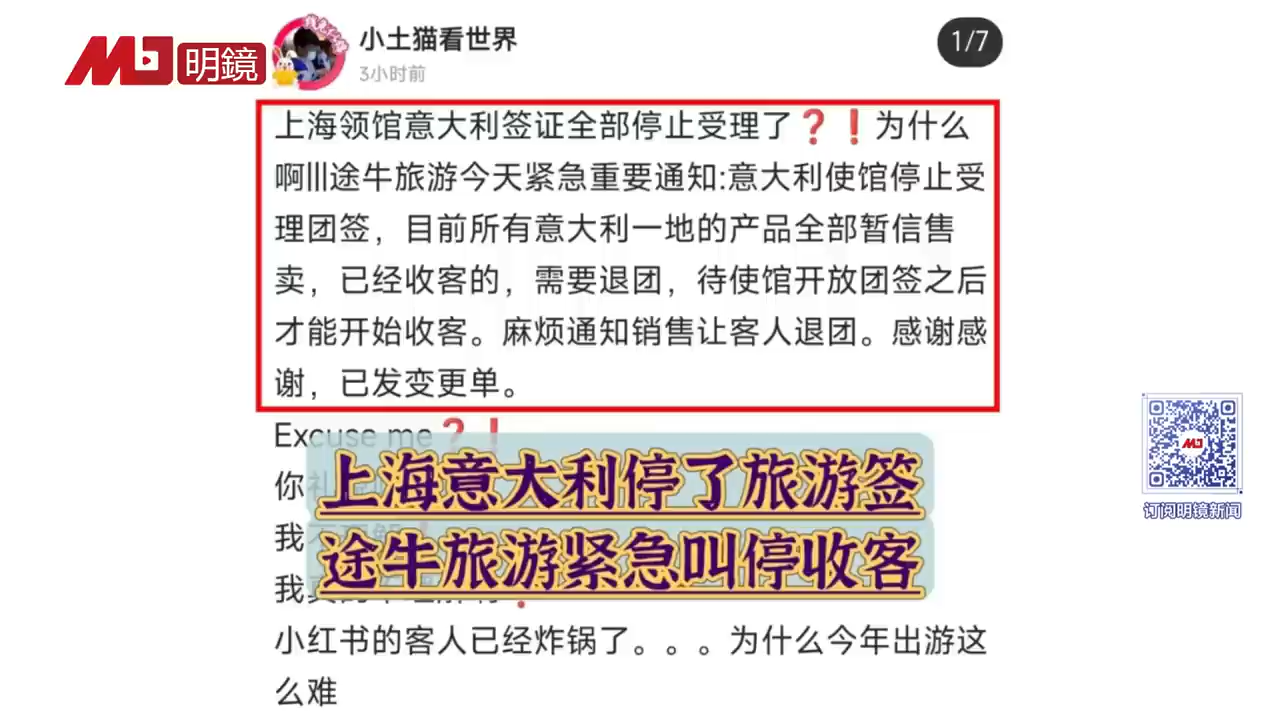 明鏡
小土猫看世界
3小时前
1/7
上海领馆意大利签证全部停止受理了❓❗为什么
啊|||途牛旅游今天紧急重要通知:意大利使馆停止受
理团签，目前所有意大利一地的产品全部暂信售
卖，已经收客的，需要退团，待使馆开放团签之后
才能开始收客。麻烦通知销售让客人退团。感谢感
谢，已发变更单。
Excuse me❓❗
你
上海意大利停了旅游签
我
途牛旅游紧急叫停收客
我
小红书的客人已经炸锅了。。。为什么今年出游这
么难
订阅明镜新闻